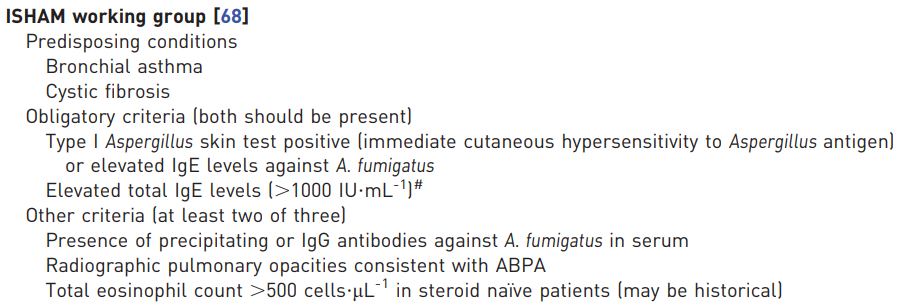 ISHAM working group [68]
Predisposing conditions
Bronchial asthma
Cystic fibrosis
Obligatory criteria (both should be present)
Type I Aspergillus skin test positive (immediate cutaneous hypersensitivity to Aspergillus antigen)
or elevated IgE levels against A. fumigatus
Elevated total IgE levels (>1000 IU·mL⁻¹)#
Other criteria (at least two of three)
Presence of precipitating or IgG antibodies against A. fumigatus in serum
Radiographic pulmonary opacities consistent with ABPA
Total eosinophil count >500 cells·µL⁻¹ in steroid naïve patients (may be historical)